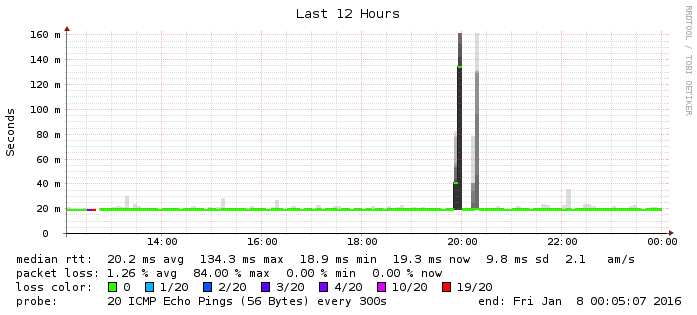 Last 12 Hours
RRDTOOL / TOBI OETIKER
Seconds
160 m
140 m
120 m
100 m
80 m
60 m
40 m
20 m
0
14:00 16:00 18:00 20:00 22:00 00:00
median rtt: 20.2 ms avg 134.3 ms max 18.9 ms min 19.3 ms now 9.8 ms sd 2.1 am/s
packet loss: 1.26 % avg 84.00 % max 0.00 % min 0.00 % now
loss color: 0 1/20 2/20 3/20 4/20 10/20 19/20
probe: 20 ICMP Echo Pings (56 Bytes) every 300s end: Fri Jan 8 00:05:07 2016